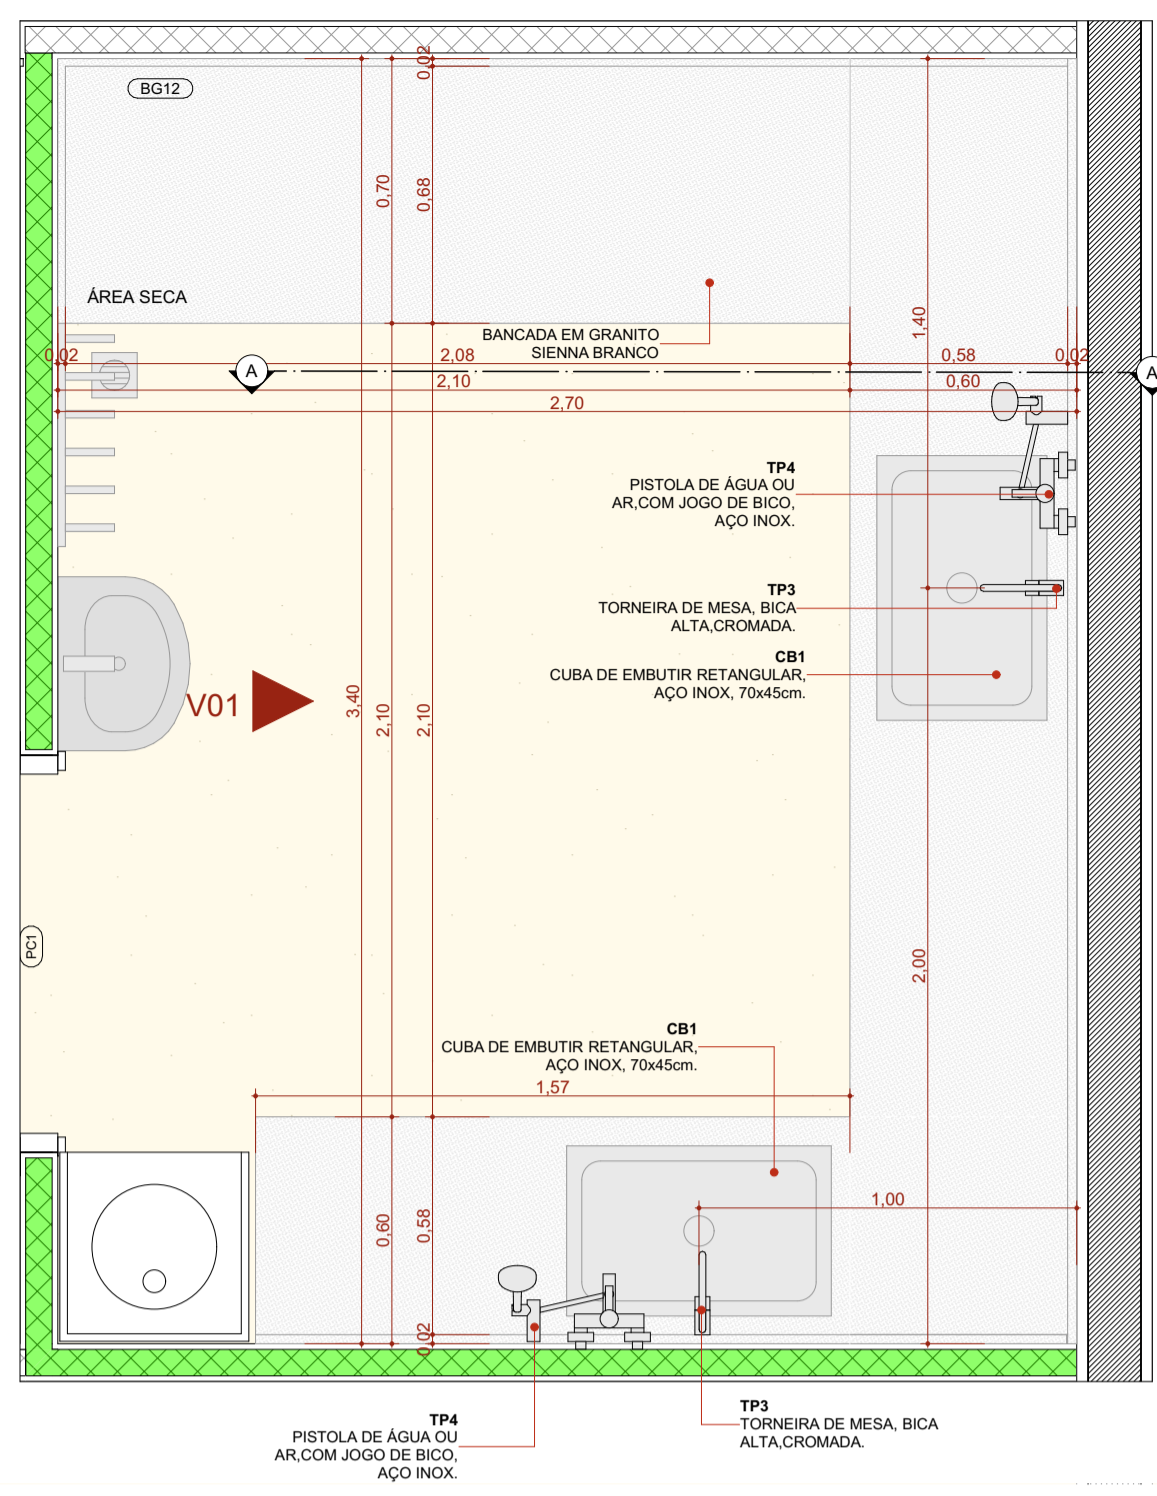 0,02
BG12
0,70
0,68
ÁREA SECA
1,40
BANCADA EM GRANITO
SIENNA BRANCO
0,02
2,08
0,58
0,02
A
A
2,10
0,60
2,70
TP4
PISTOLA DE ÁGUA OU
AR,COM JOGO DE BICO,
AÇO INOX.
TP3
TORNEIRA DE MESA, BICA
ALTA,CROMADA.
CB1
CUBA DE EMBUTIR RETANGULAR,
AÇO INOX, 70x45cm.
V01
3,40
2,10
2,10
PC1
2,00
CB1
CUBA DE EMBUTIR RETANGULAR,
AÇO INOX, 70x45cm.
1,57
1,00
0,60
0,58
0,02
TP3
TORNEIRA DE MESA, BICA
ALTA,CROMADA.
TP4
PISTOLA DE ÁGUA OU
AR,COM JOGO DE BICO,
AÇO INOX.